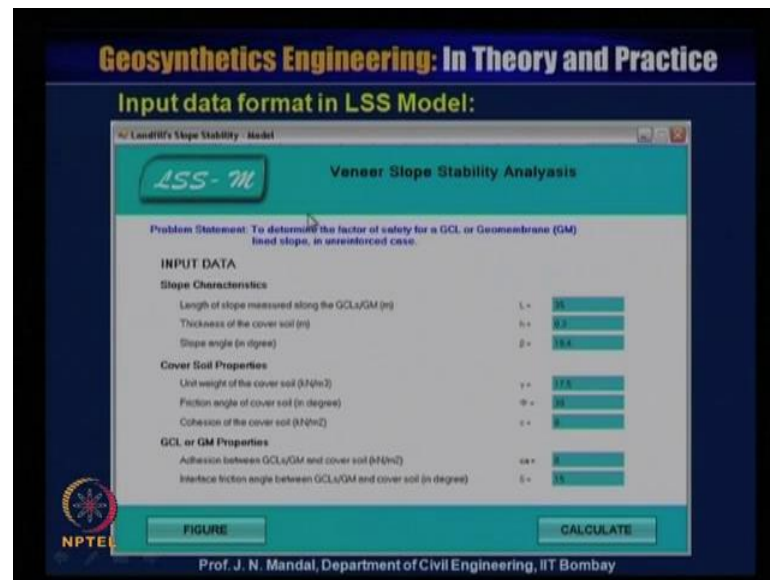 Geosynthetics Engineering: In Theory and Practice
Input data format in LSS Model:
Landfill's Slope Stability - Model
LSS-M
Veneer Slope Stability Analyasis
Problem Statement: To determine the factor of safety for a GCL or Geomembrane (GM)
lined slope, in unreinforced case.
INPUT DATA
Slope Characteristics
Length of slope measured along the GCLs/GM (m) L =
Thickness of the cover soil (m) h =
Slope angle (in digree) β =
Cover Soil Properties
Unit weight of the cover soil (kN/m3) γ = 17.5
Friction angle of cover soil (in degree)
Cohesion of the cover soil (kN/m2) c =
GCL or GM Properties
Adhesion between GCLs/GM and cover soil (kN/m2) ca =
Interface friction angle between GCLs/GM and cover soil (in degree) δ = 15
FIGURE CALCULATE
NPTEL
Prof. J. N. Mandal, Department of Civil Engineering, IIT Bombay